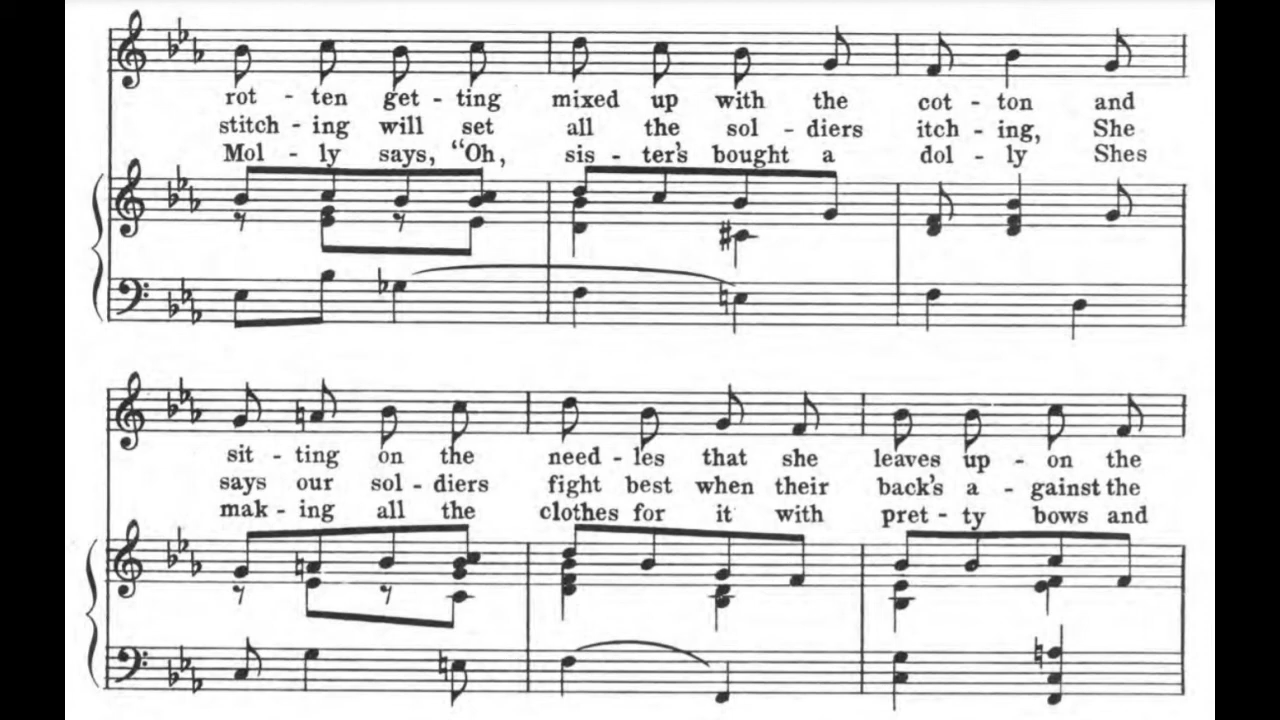 rot - ten get - ting mixed up with the cot - ton and
stitch - ing will set all the sol - diers itch - ing, She
Mol - ly says, “Oh, sis - ter's bought a dol - ly Shes
sit - ting on the need - les that she leaves up - on the
says our sol - diers fight best when their back's a - gainst the
mak - ing all the clothes for it with pret - ty bows and